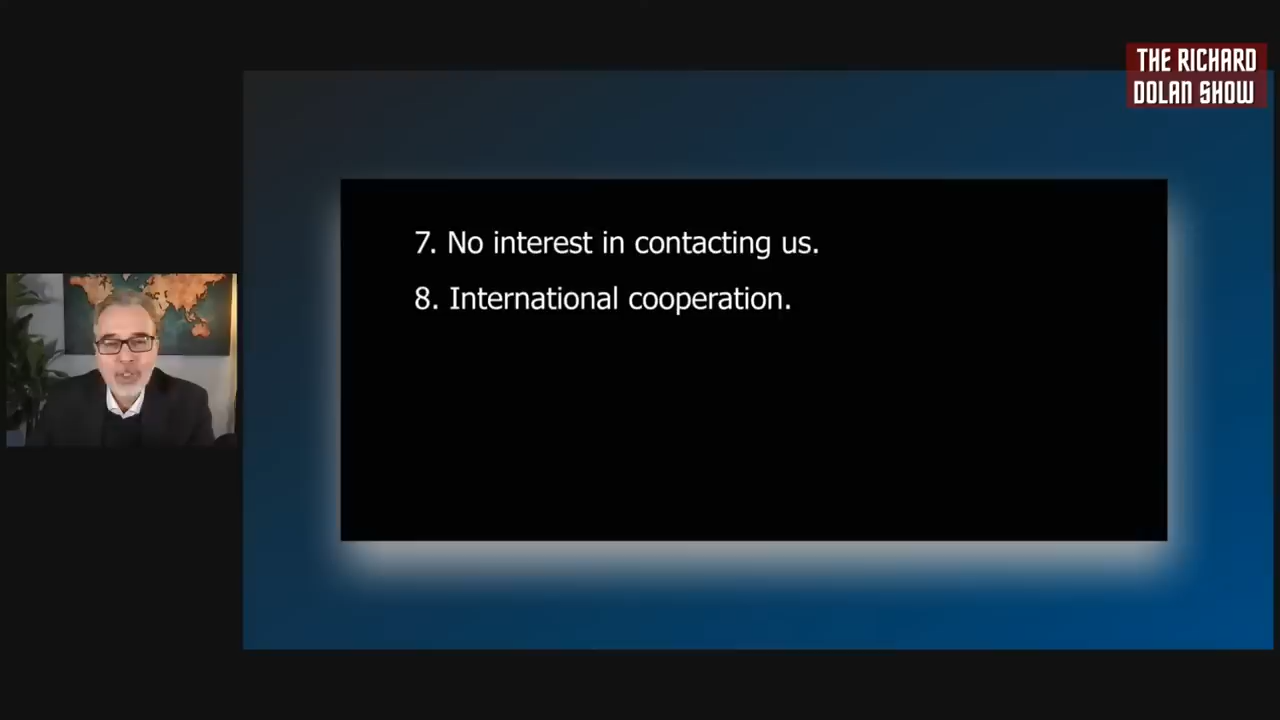 THE RICHARD
DOLAN SHOW
7. No interest in contacting us.
8. International cooperation.